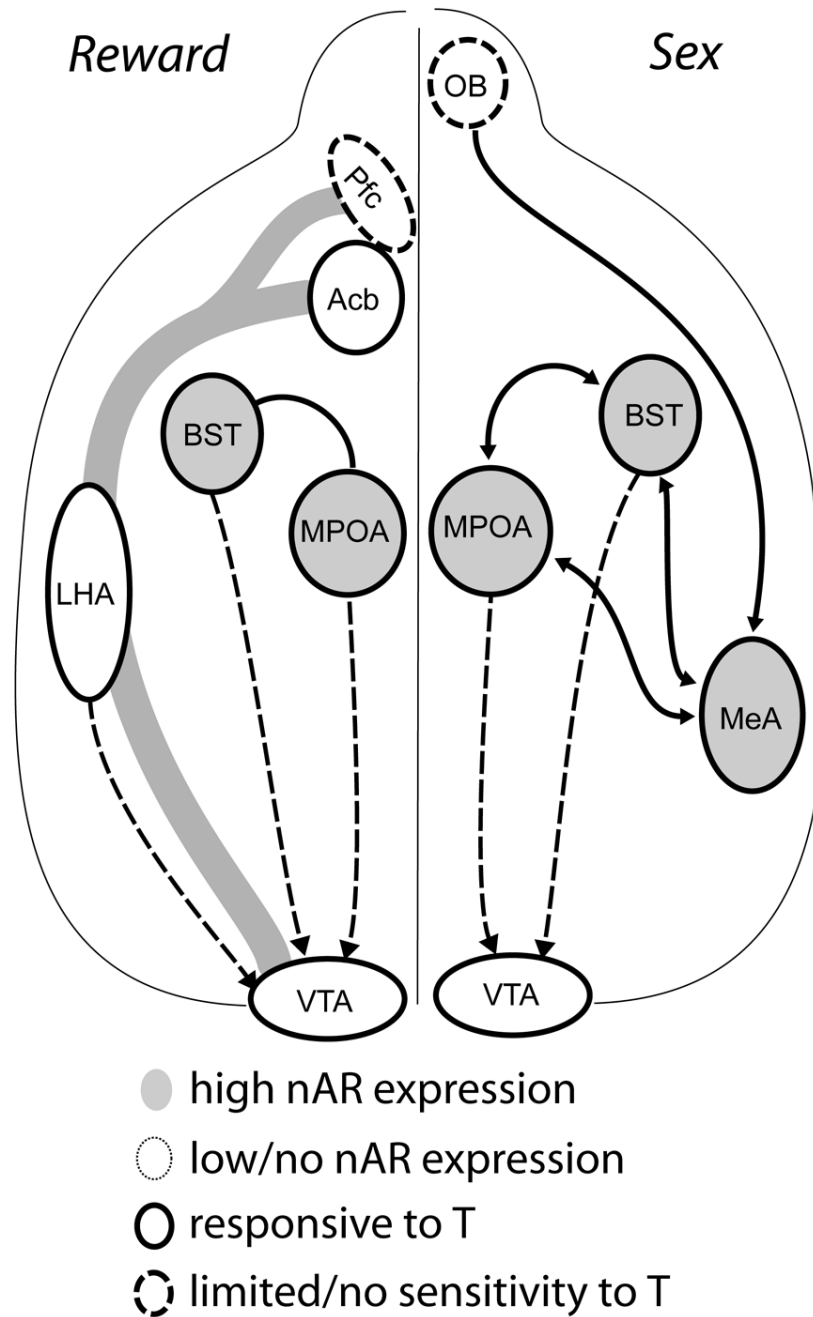 Reward
Sex
OB
Pfc
Acb
BST
BST
MPOA
MPOA
LHA
MeA
VTA
VTA
high nAR expression
low/no nAR expression
responsive to T
limited/no sensitivity to T